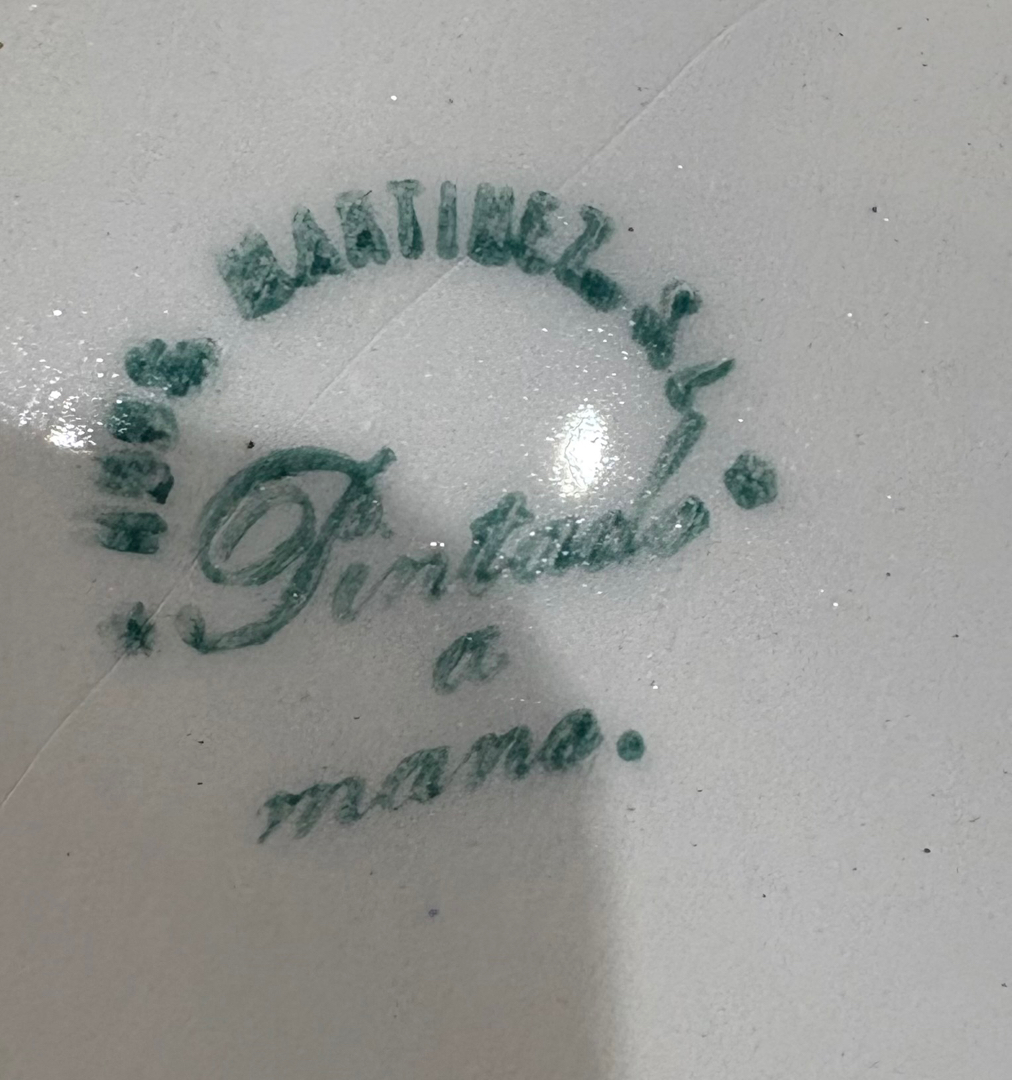 MARTINEZ S.L.
Pintado
a
mano.